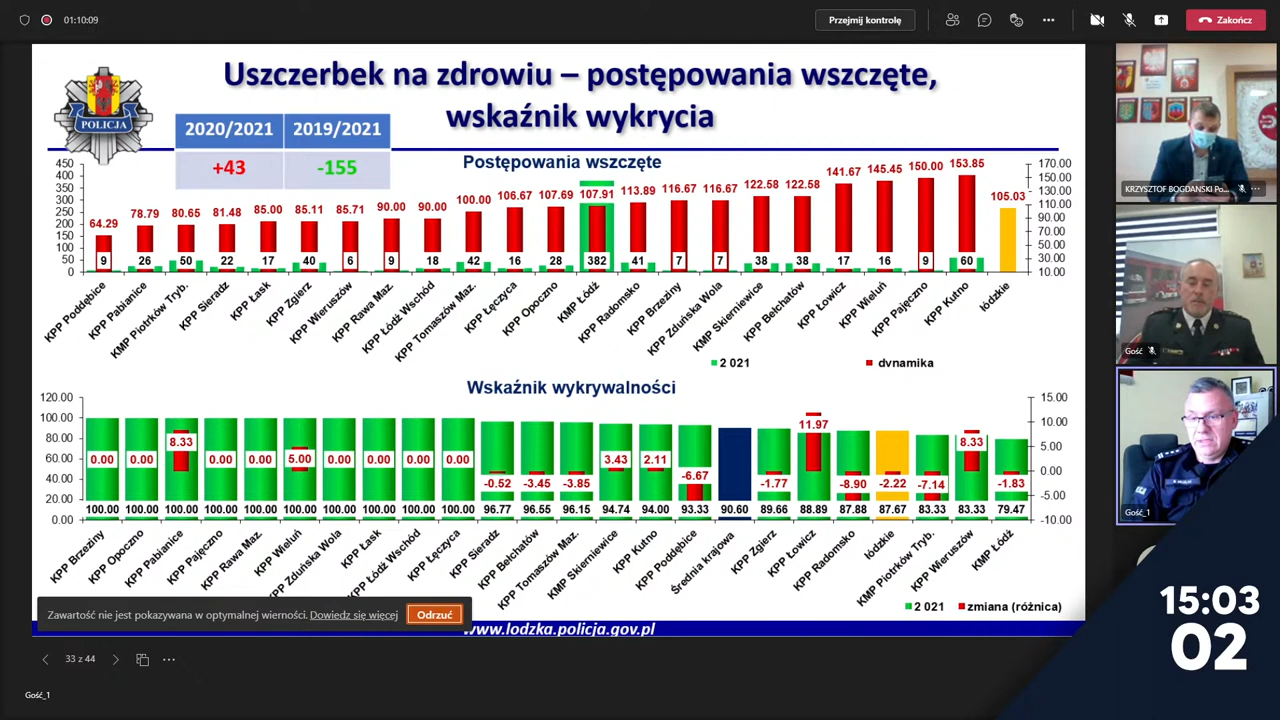 01:10:09
Przejmij kontrolę
Zakończ
Uszczerbek na zdrowiu – postępowania wszczęte,
wskaźnik wykrycia
POLICJA
2020/2021 2019/2021
+43 -155
Postępowania wszczęte
450 400 350 300 250 200 150 100 50 0
170.00 150.00 130.00 110.00 90.00 70.00 50.00 30.00 10.00
64.29 78.79 80.65 81.48 85.00 85.11 85.71 90.00 90.00 100.00 106.67 107.69 107.91 113.89 116.67 116.67 122.58 122.58 141.67 145.45 150.00 153.85 105.03
9 26 50 22 17 40 6 9 18 42 16 28 382 41 7 7 38 38 17 16 9 60
KPP Poddębice KPP Pabianice KMP Piotrków Tryb. KPP Sieradz KPP Łask KPP Zgierz KPP Wieruszów KPP Rawa Maz. KPP Łódź Wschód KPP Tomaszów Maz. KPP Łęczyca KPP Opoczno KMP Łódź KPP Radomsko KPP Brzeziny KPP Zduńska Wola KMP Skierniewice KPP Bełchatów KPP Łowicz KPP Wieluń KPP Pajęczno KPP Kutno łódzkie
2 021 dynamika
Wskaźnik wykrywalności
120.00 100.00 80.00 60.00 40.00 20.00 0.00
15.00 10.00 5.00 0.00 -5.00 -10.00
0.00 0.00 8.33 0.00 0.00 5.00 0.00 0.00 0.00 0.00 -0.52 -3.45 -3.85 3.43 2.11 -6.67 -1.77 11.97 -8.90 -2.22 -7.14 8.33 -1.83
100.00 100.00 100.00 100.00 100.00 100.00 100.00 100.00 100.00 100.00 96.77 96.55 96.15 94.74 94.00 93.33 90.60 89.66 88.89 87.88 87.67 83.33 83.33 79.47
KPP Brzeziny KPP Opoczno KPP Pabianice KPP Pajęczno KPP Rawa Maz. KPP Wieluń KPP Zduńska Wola KPP Łask KPP Łódź Wschód KPP Łęczyca KPP Sieradz KPP Bełchatów KPP Tomaszów Maz. KMP Skierniewice KPP Kutno KPP Poddębice Średnia krajowa KPP Zgierz KPP Łowicz KPP Radomsko łódzkie KMP Piotrków Tryb. KPP Wieruszów KMP Łódź
2 021 zmiana (różnica)
Zawartość nie jest pokazywana w optymalnej wierności. Dowiedz się więcej Odrzuć
www.lodzka.policja.gov.pl
33 z 44
Gość_1
KRZYSZTOF BOGDAŃSKI Po...
Gość
Gość_1
15:03
02